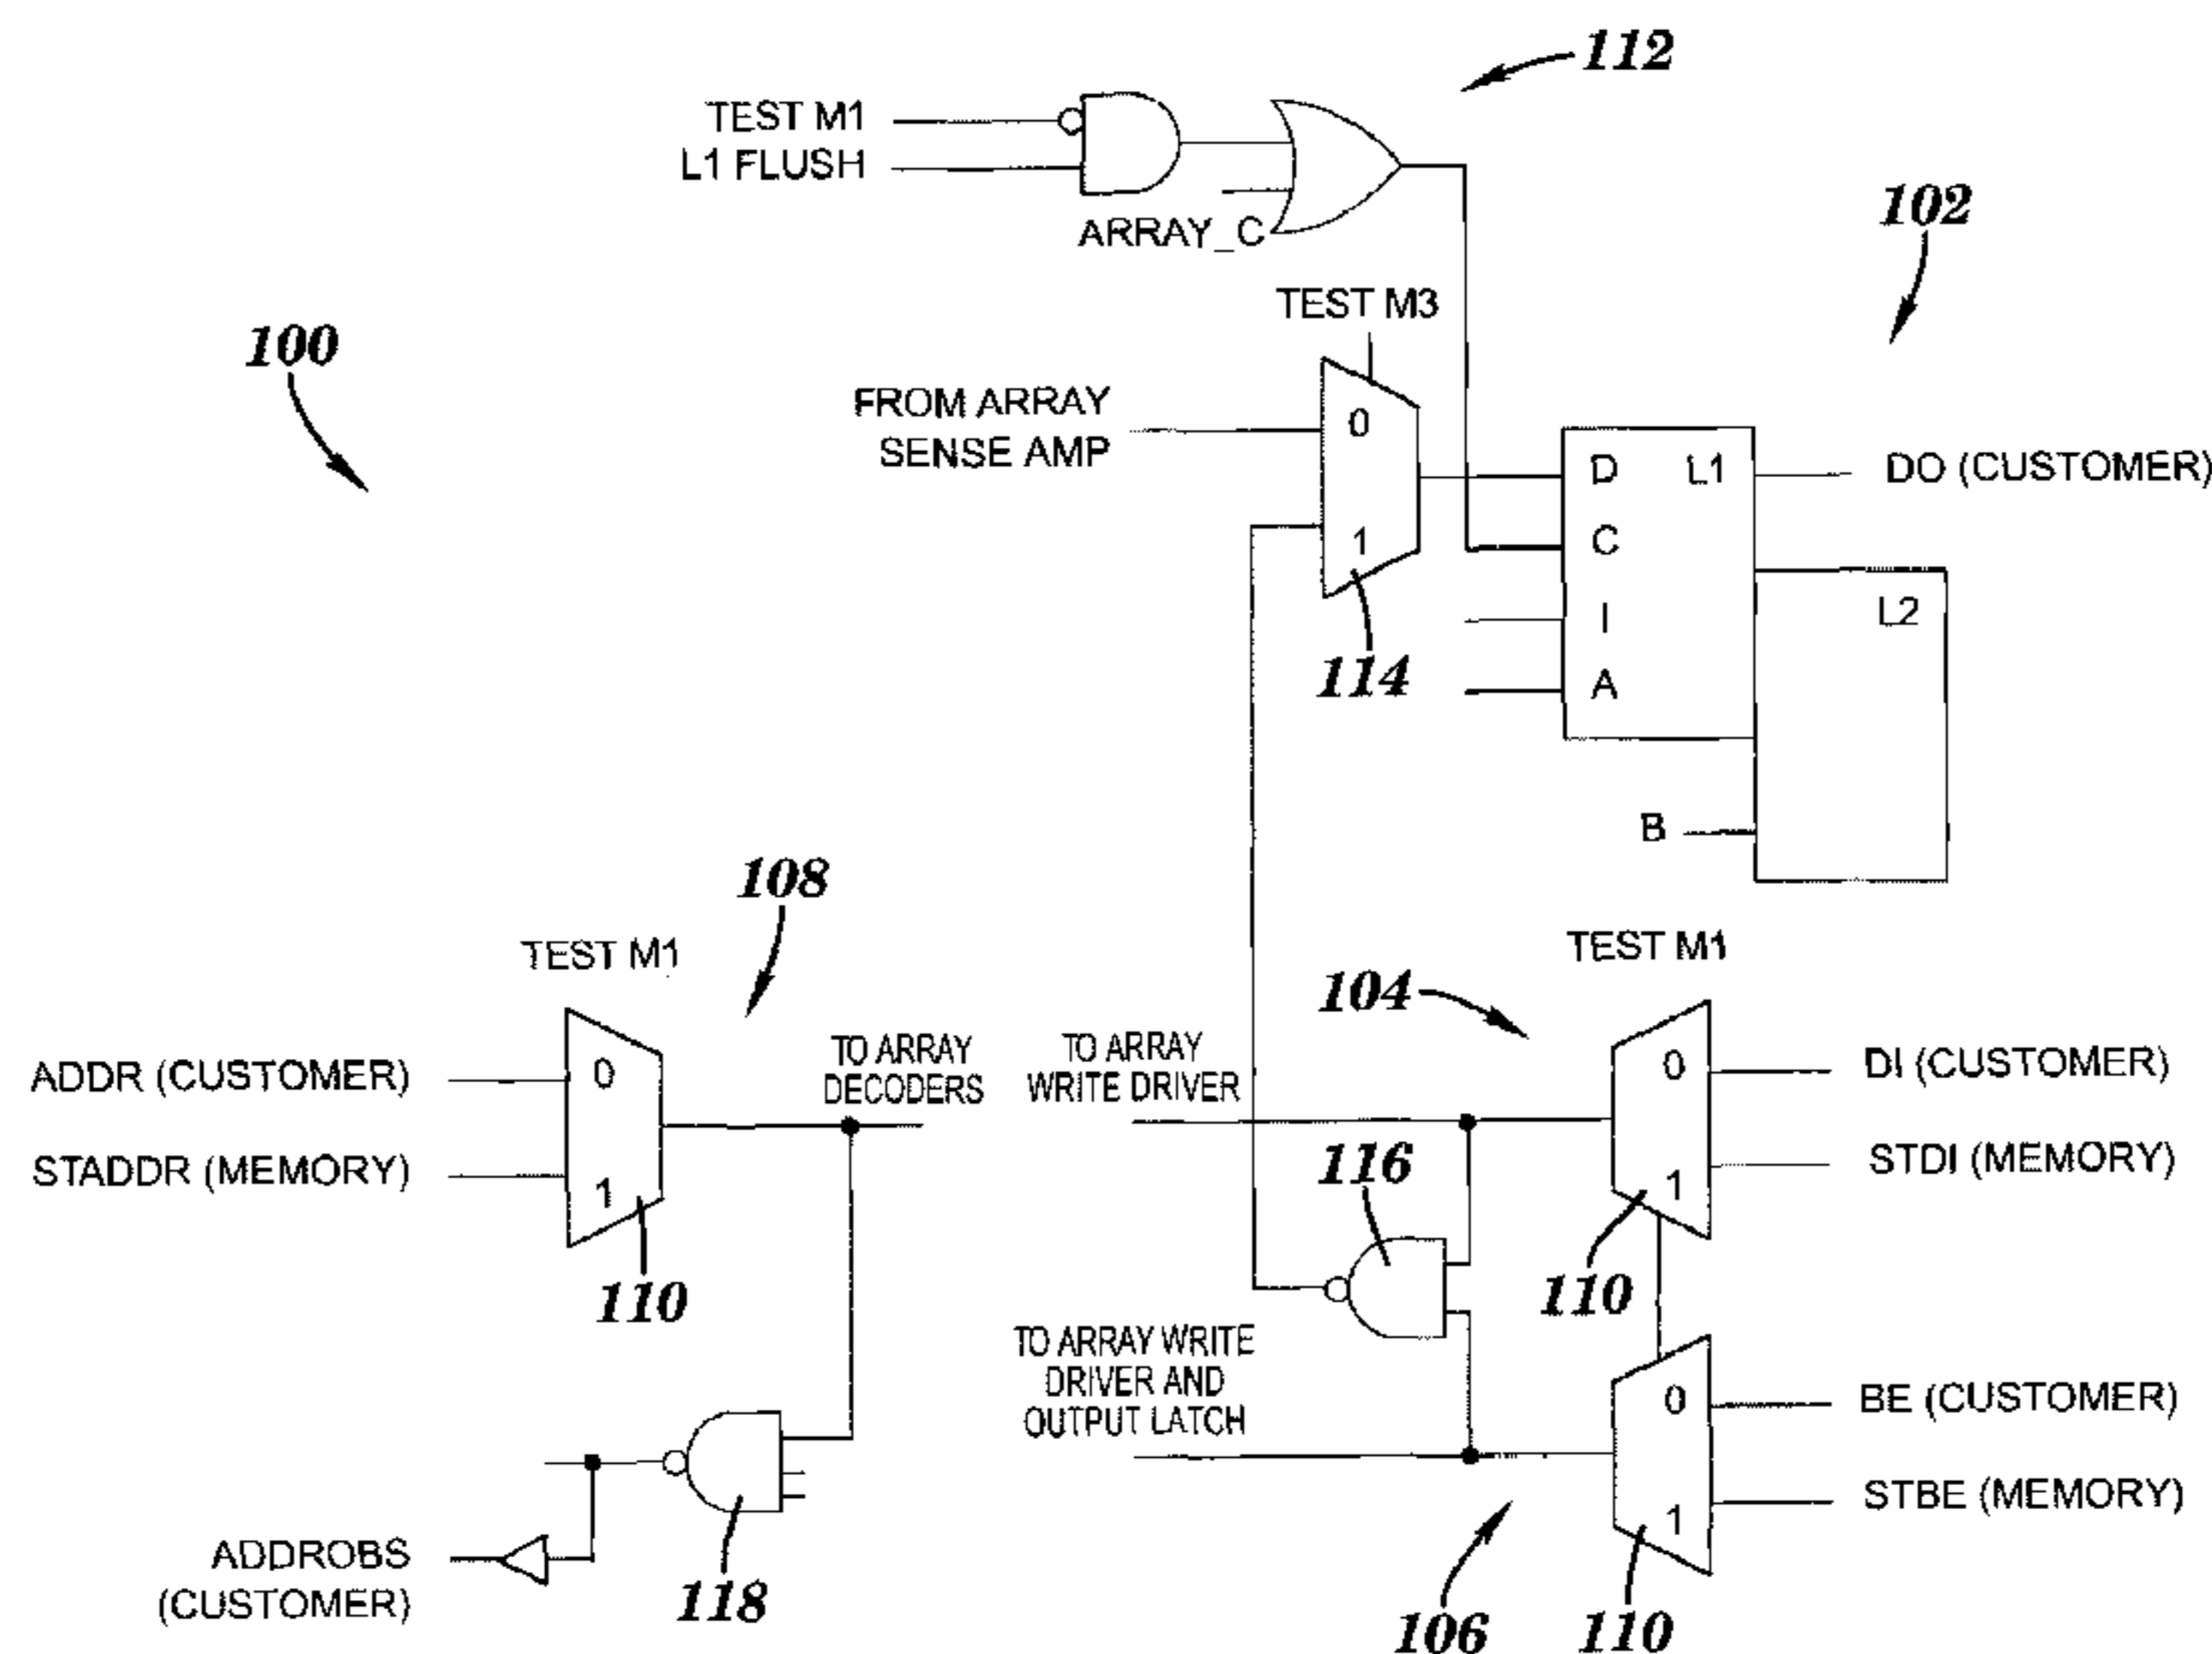 112
TEST M1
L1 FLUSH
ARRAY_C
102
TEST M3
100
FROM ARRAY
SENSE AMP
0
1
114
D
L1
C
I
A
L2
B
DO (CUSTOMER)
108
TEST M1
ADDR (CUSTOMER)
STADDR (MEMORY)
0
1
110
TO ARRAY
DECODERS
118
ADDROBS
(CUSTOMER)
TEST M1
104
TO ARRAY
WRITE DRIVER
116
0
1
110
DI (CUSTOMER)
STDI (MEMORY)
TO ARRAY WRITE
DRIVER AND
OUTPUT LATCH
0
1
BE (CUSTOMER)
STBE (MEMORY)
106
110